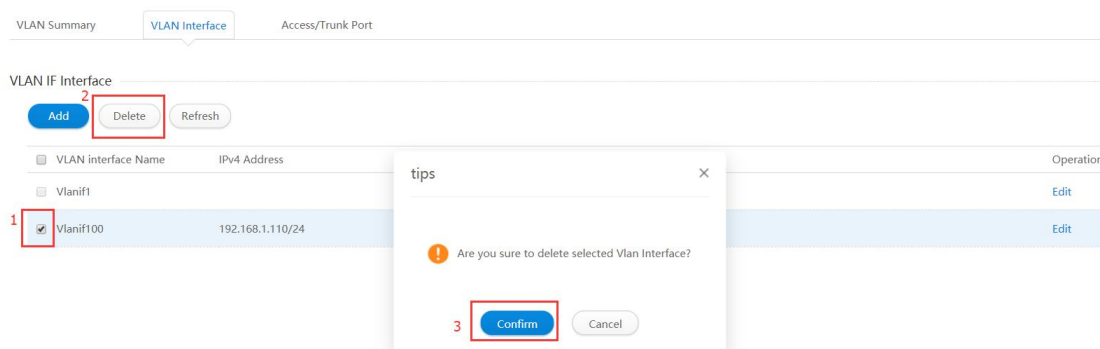 VLAN Summary VLAN Interface Access/Trunk Port
VLAN IF Interface
2
Add Delete Refresh
VLAN interface Name IPv4 Address Operation
tips ×
Vlanif1 Edit
1 Vlanif100 192.168.1.110/24 Edit
Are you sure to delete selected Vlan Interface?
3 Confirm Cancel